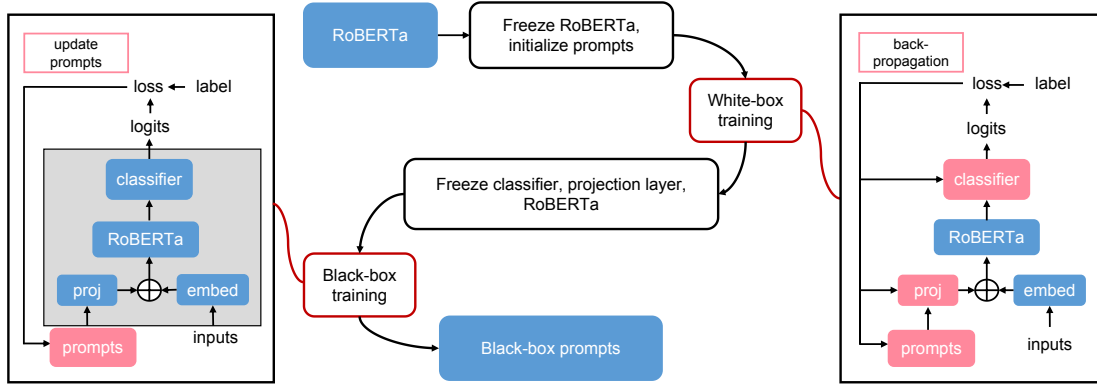 update
prompts
loss
label
logits
classifier
RoBERTa
proj
embed
prompts
inputs
RoBERTa
Freeze RoBERTa,
initialize prompts
White-box
training
Freeze classifier, projection layer,
RoBERTa
Black-box
training
Black-box prompts
back-
propagation
loss
label
logits
classifier
RoBERTa
proj
embed
prompts
inputs